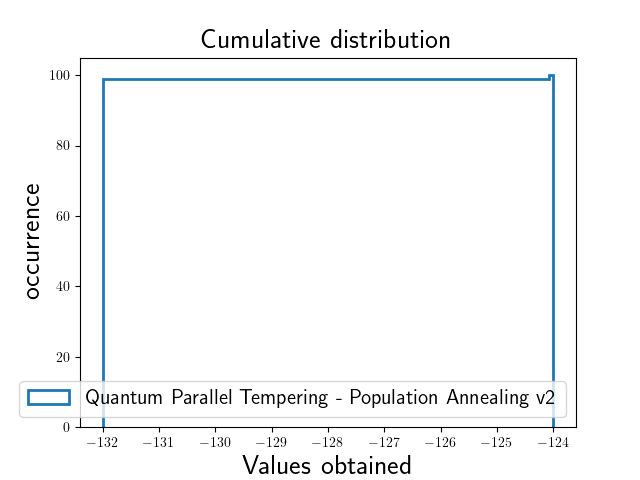 Cumulative distribution
occurrence
100
80
60
40
20
0
Quantum Parallel Tempering - Population Annealing v2
−132 −131 −130 −129 −128 −127 −126 −125 −124
Values obtained